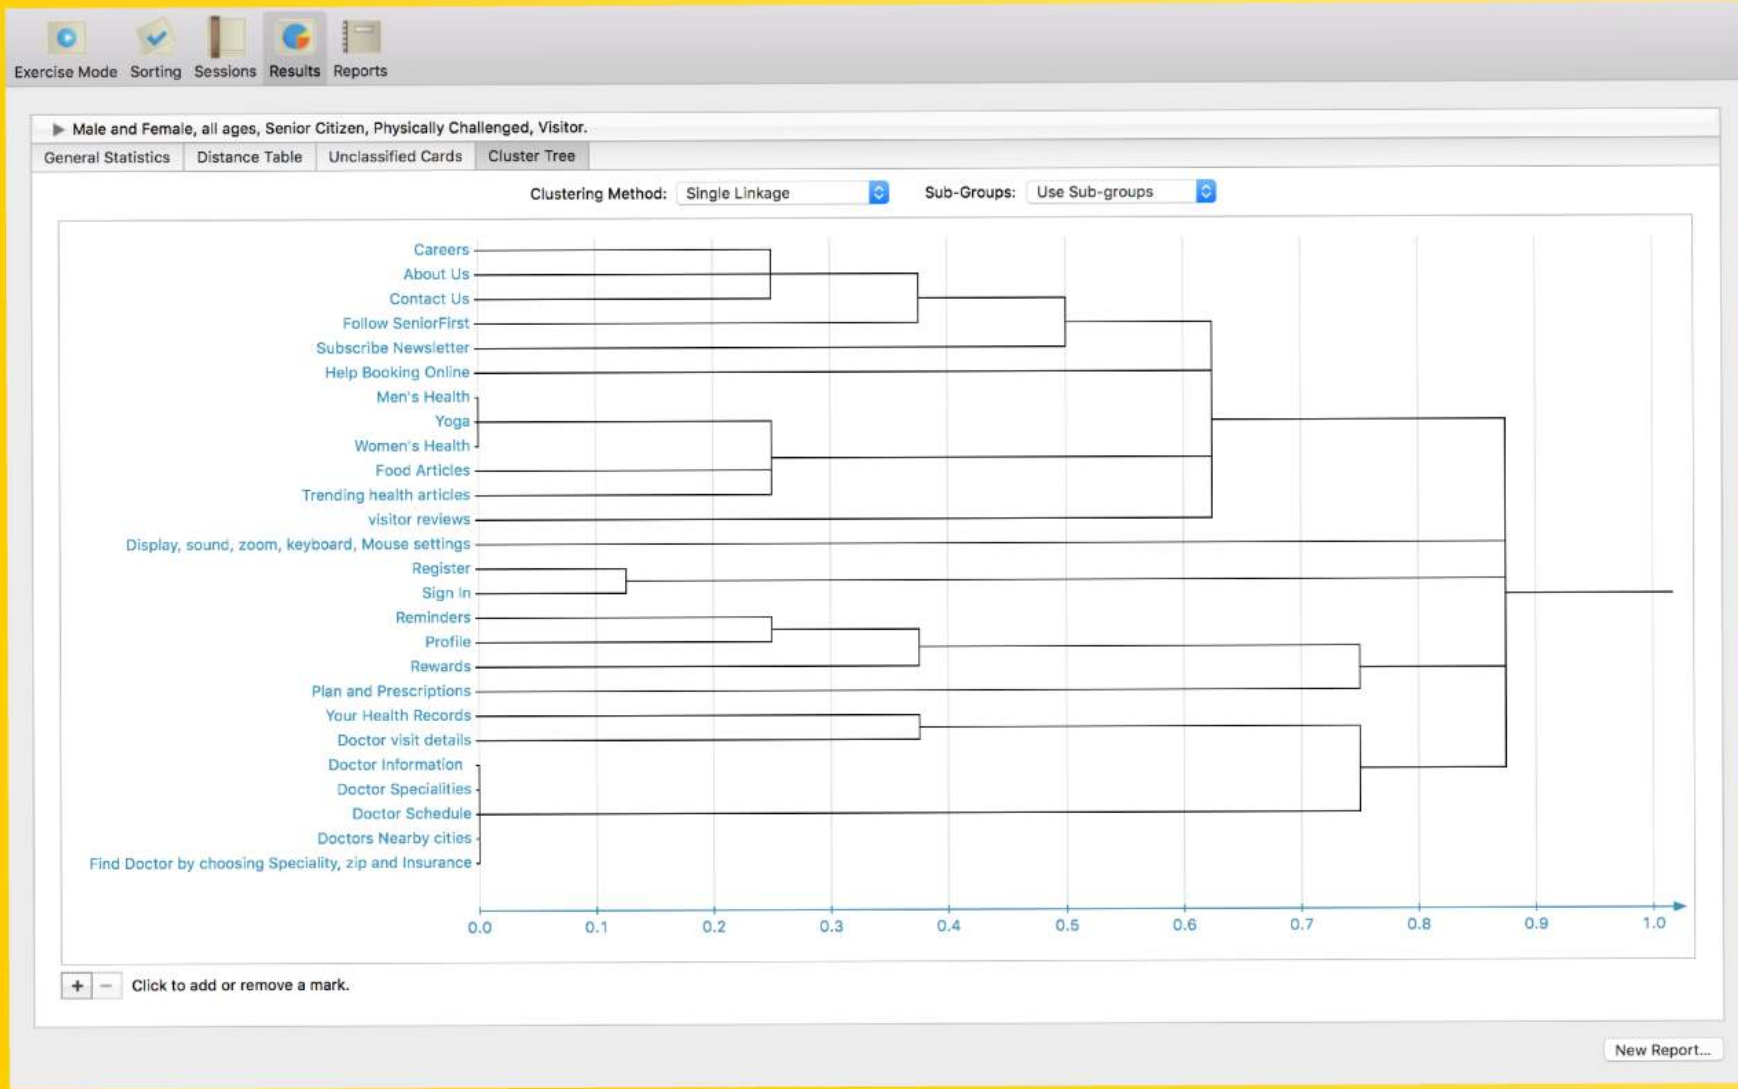 Exercise Mode Sorting Sessions Results Reports
Male and Female, all ages, Senior Citizen, Physically Challenged, Visitor.
General Statistics Distance Table Unclassified Cards Cluster Tree
Clustering Method: Single Linkage Sub-Groups: Use Sub-groups
Careers
About Us
Contact Us
Follow SeniorFirst
Subscribe Newsletter
Help Booking Online
Men's Health
Yoga
Women's Health
Food Articles
Trending health articles
visitor reviews
Display, sound, zoom, keyboard, Mouse settings
Register
Sign In
Reminders
Profile
Rewards
Plan and Prescriptions
Your Health Records
Doctor visit details
Doctor Information
Doctor Specialities
Doctor Schedule
Doctors Nearby cities
Find Doctor by choosing Speciality, zip and Insurance
0.0 0.1 0.2 0.3 0.4 0.5 0.6 0.7 0.8 0.9 1.0
+ − Click to add or remove a mark.
New Report...